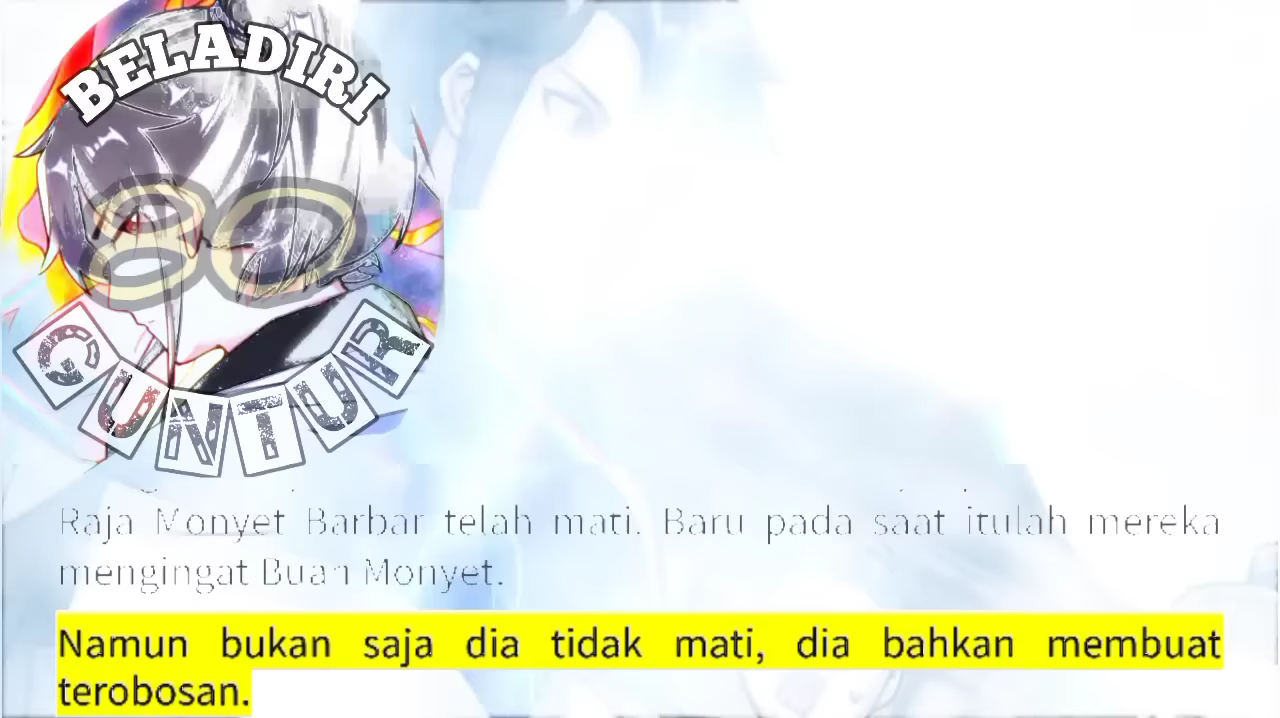 BELADIRI
GUNTUR
Raja Monyet Barbar telah mati. Baru pada saat itulah mereka
mengingat Buah Monyet.
Namun bukan saja dia tidak mati, dia bahkan membuat
terobosan.